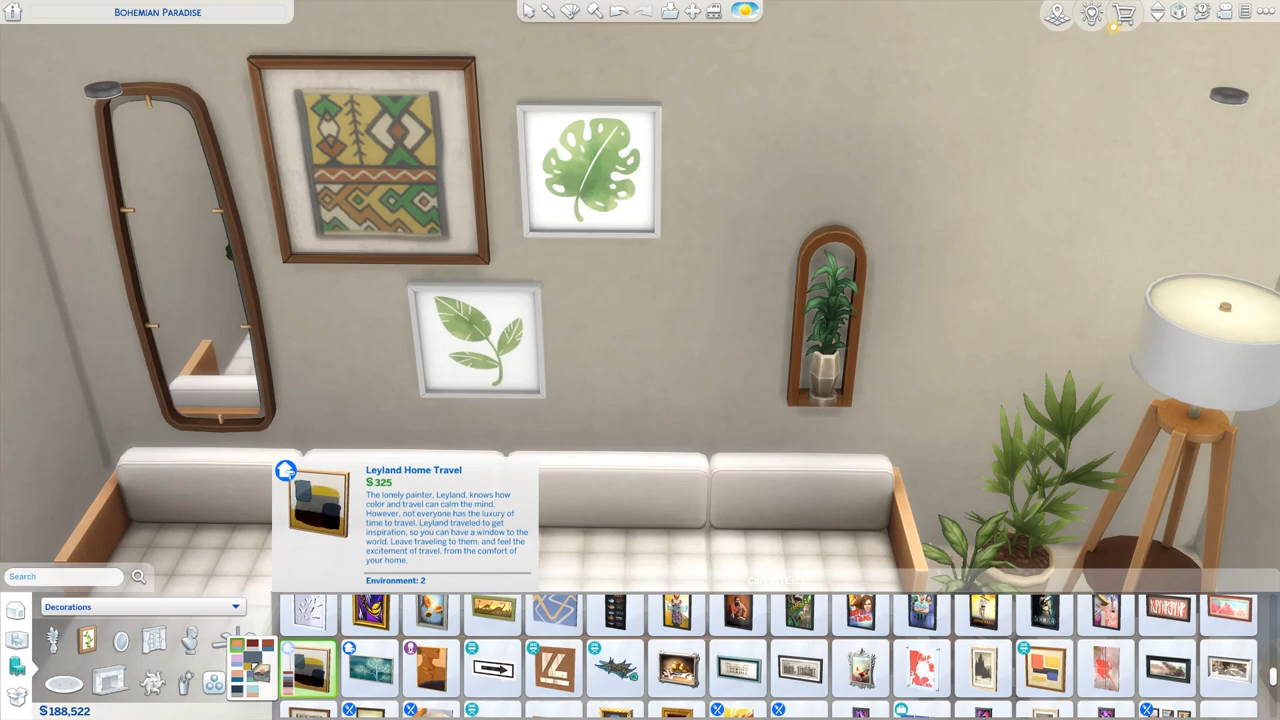 Bohemian Paradise
Leyland Home Travel
§325
The lonely painter, Leyland, knows how
color and travel can calm the mind.
However, not everyone has the luxury of
time to travel. Leyland traveled to get
inspiration, so you can have a window to the
world. Leave traveling to them, and feel the
excitement of travel, from the comfort of
your home.
Environment: 2
Search
Decorations
§188,522